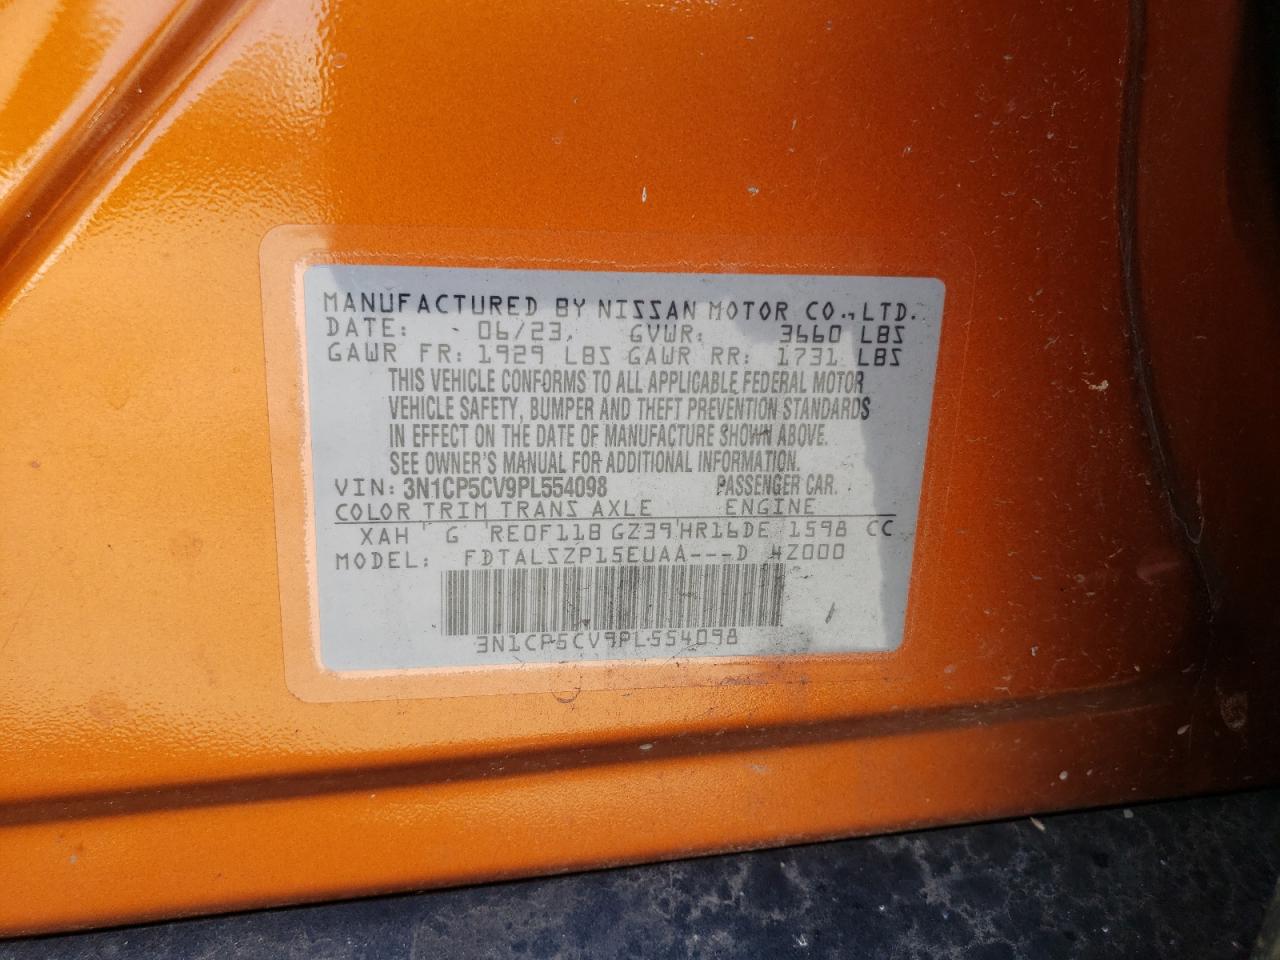 MANUFACTURED BY NISSAN MOTOR CO., LTD.
DATE: 06/23, GVWR: 3660 LBS
GAWR FR: 1929 LBS GAWR RR: 1731 LBS
THIS VEHICLE CONFORMS TO ALL APPLICABLE FEDERAL MOTOR
VEHICLE SAFETY, BUMPER AND THEFT PREVENTION STANDARDS
IN EFFECT ON THE DATE OF MANUFACTURE SHOWN ABOVE.
SEE OWNER'S MANUAL FOR ADDITIONAL INFORMATION.
VIN: 3N1CP5CV9PL554098 PASSENGER CAR.
COLOR TRIM TRANS AXLE ENGINE
XAH G RE0F11B GZ39 HR16DE 1598 CC
MODEL: FDTALSZP15EUAA---D 4Z000
3N1CP5CV9PL554098